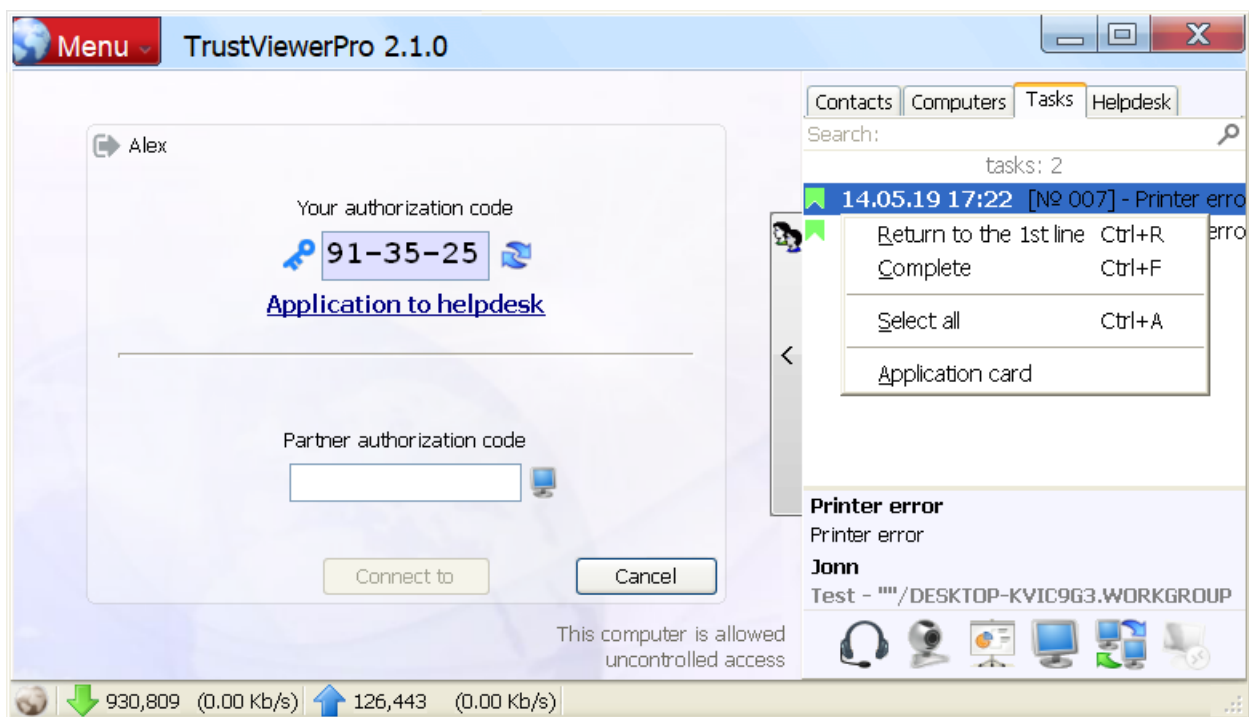 Menu TrustViewerPro 2.1.0
Alex
Your authorization code
91-35-25
Application to helpdesk
Partner authorization code
Connect to Cancel
This computer is allowed
uncontrolled access
Contacts Computers Tasks Helpdesk
Search:
tasks: 2
14.05.19 17:22 [№ 007] - Printer erro
erro
Return to the 1st line Ctrl+R
Complete Ctrl+F
Select all Ctrl+A
Application card
Printer error
Printer error
Jonn
Test - ""/DESKTOP-KVIC9G3.WORKGROUP
930,809 (0.00 Kb/s) 126,443 (0.00 Kb/s)